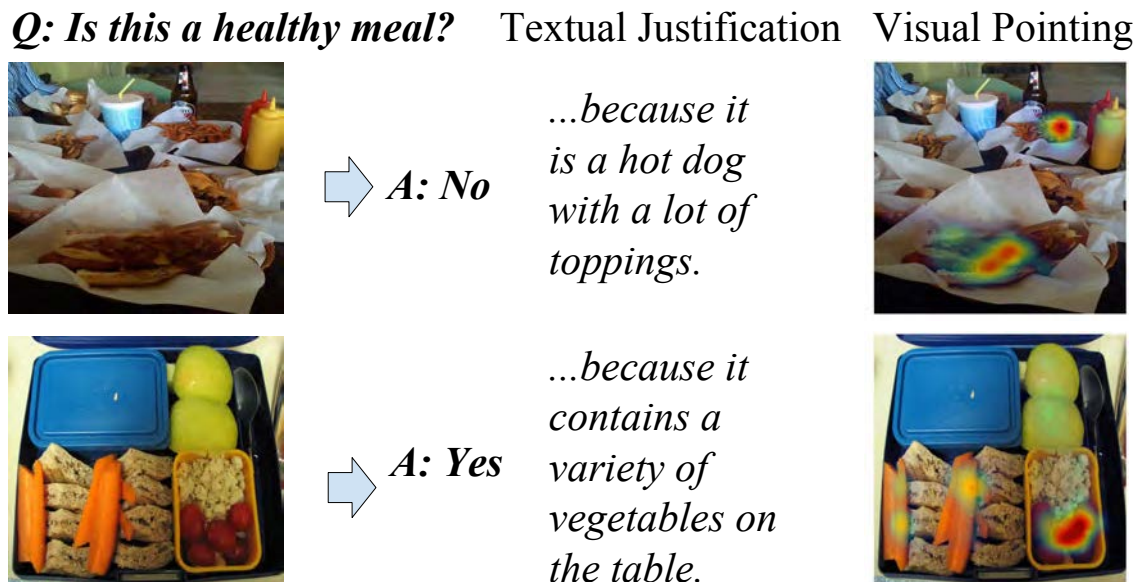 Q: Is this a healthy meal? Textual Justification Visual Pointing
A: No
...because it
is a hot dog
with a lot of
toppings.
A: Yes
...because it
contains a
variety of
vegetables on
the table.